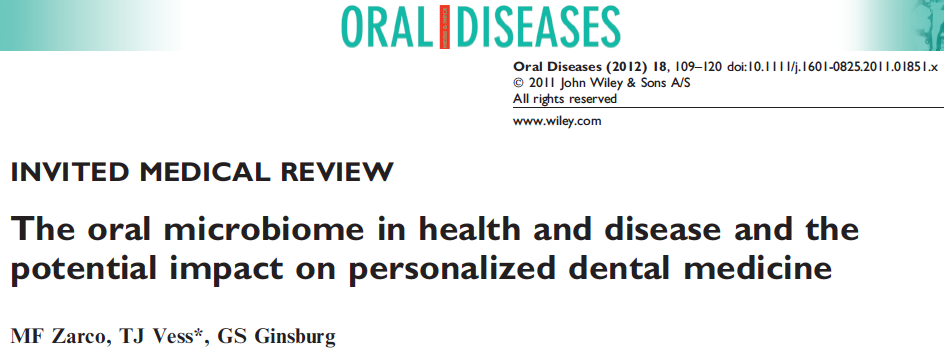 ORAL DISEASES
Oral Diseases (2012) 18, 109–120 doi:10.1111/j.1601-0825.2011.01851.x
© 2011 John Wiley & Sons A/S
All rights reserved
www.wiley.com
INVITED MEDICAL REVIEW
The oral microbiome in health and disease and the
potential impact on personalized dental medicine
MF Zarco, TJ Vess*, GS Ginsburg